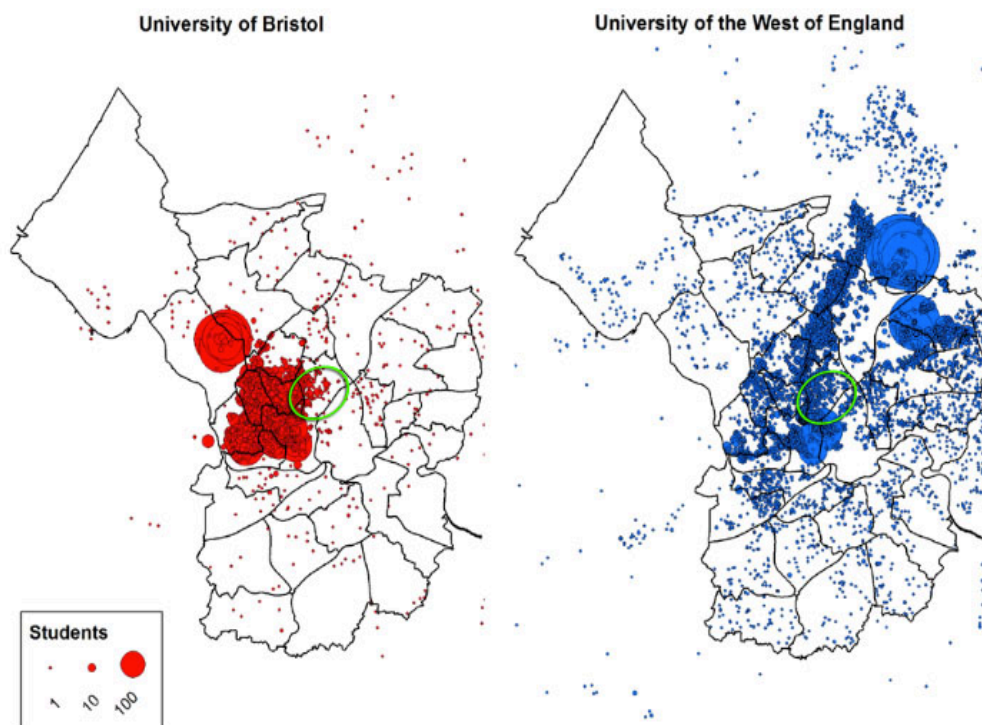 University of Bristol
University of the West of England
Students
1
10
100